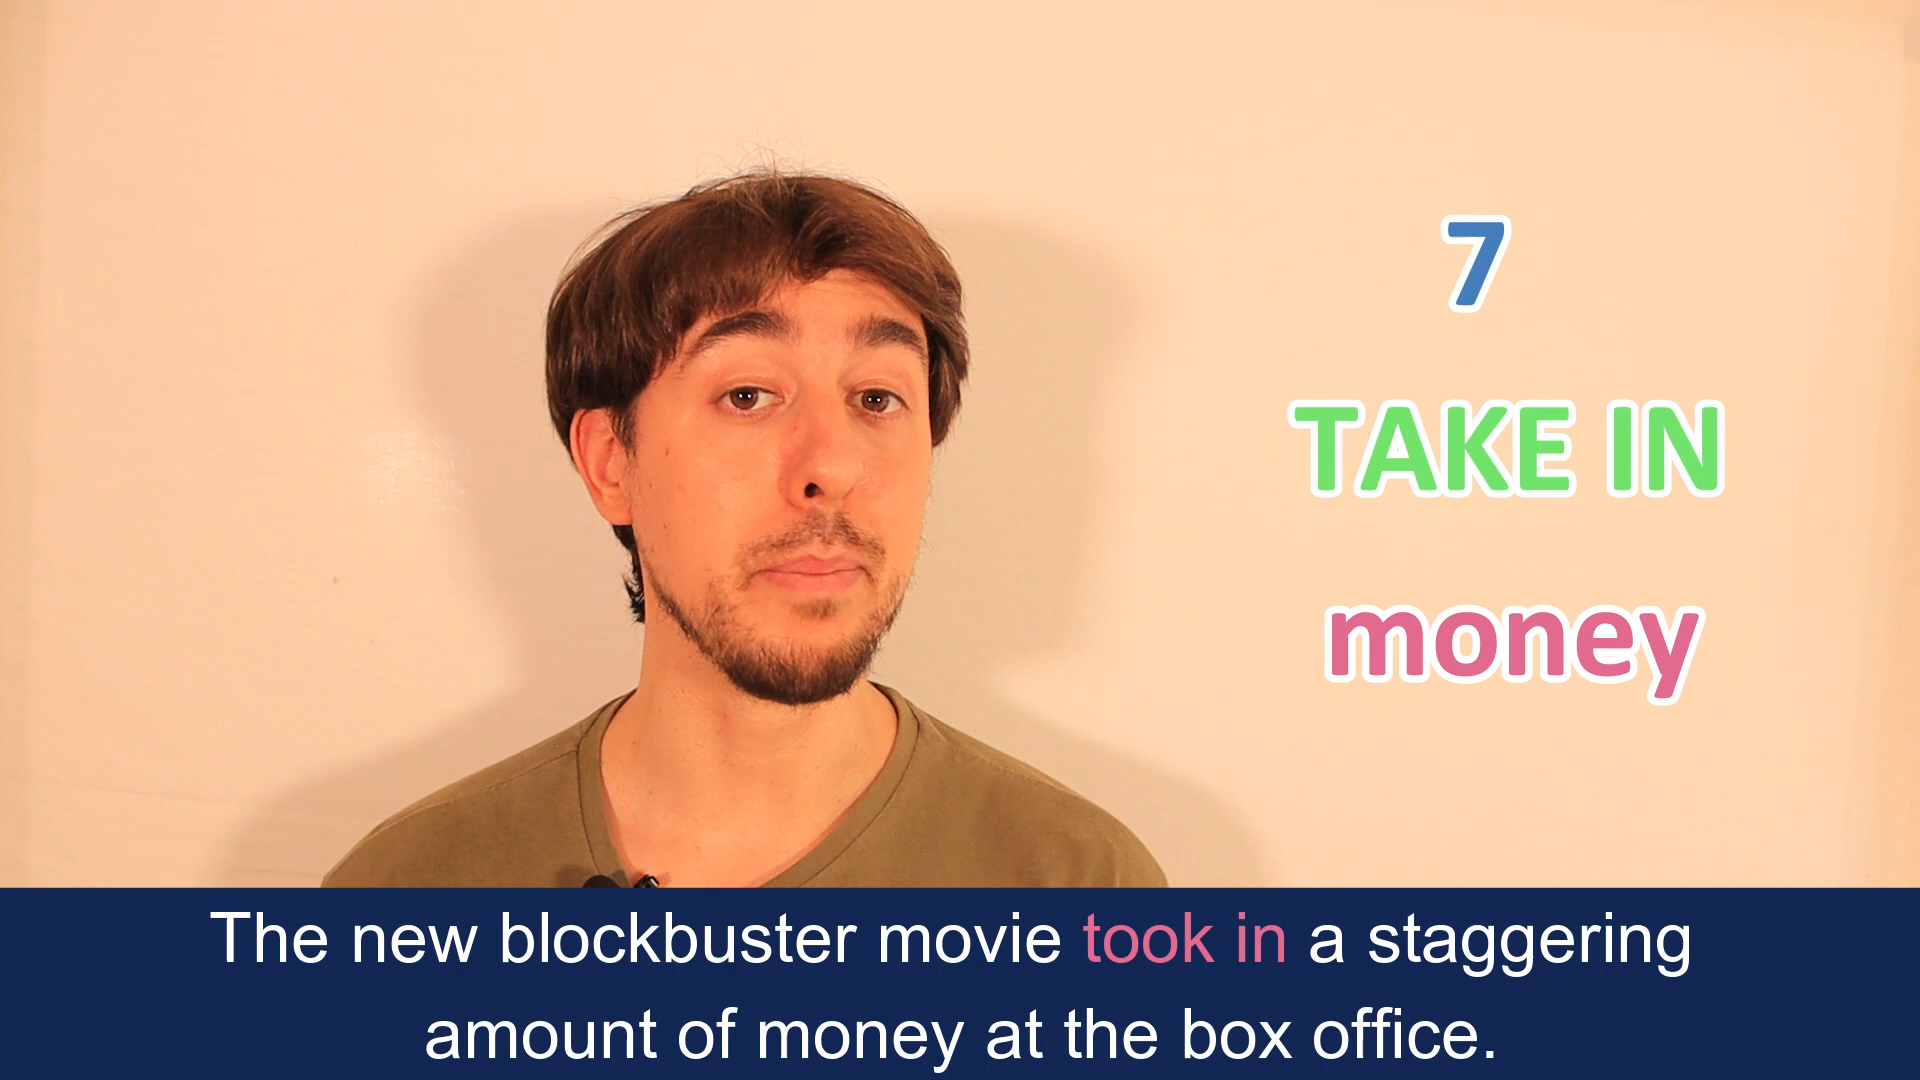 7
TAKE IN
money
The new blockbuster movie took in a staggering
amount of money at the box office.